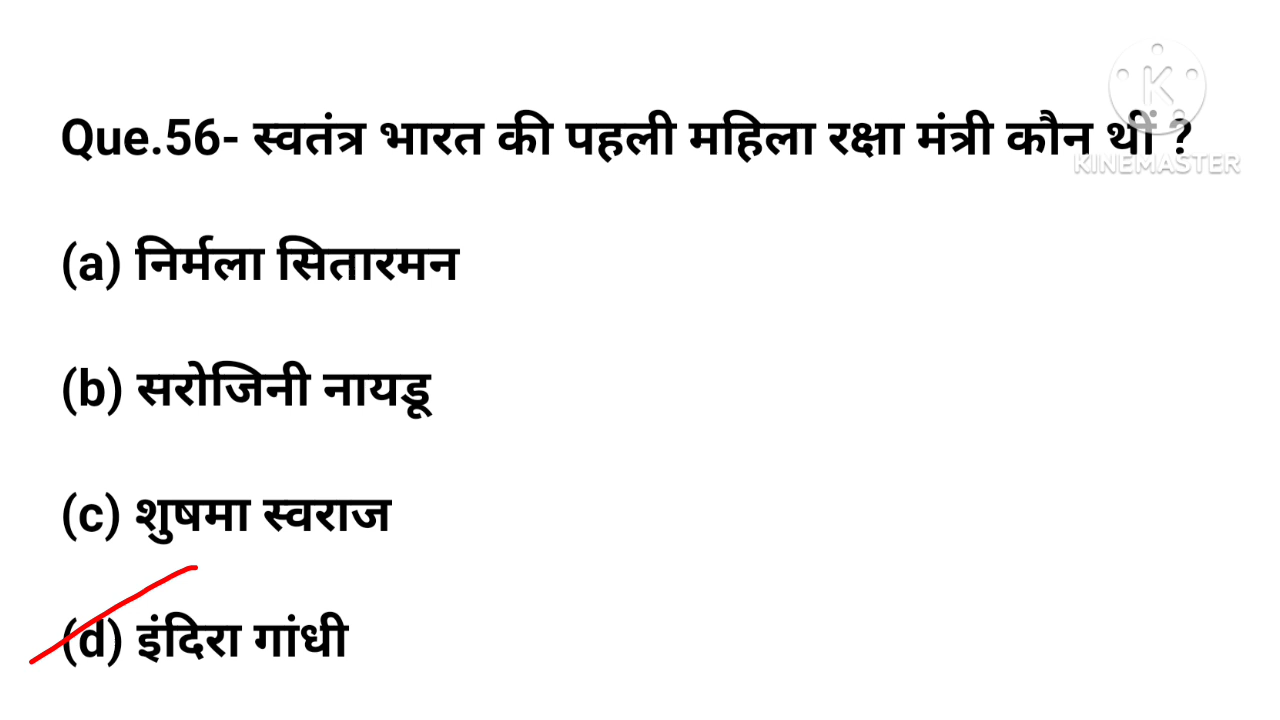 Que.56- स्वतंत्र भारत की पहली महिला रक्षा मंत्री कौन थीं ?
KINEMASTER
(a) निर्मला सितारमन
(b) सरोजिनी नायडू
(c) शुषमा स्वराज
(d) इंदिरा गांधी